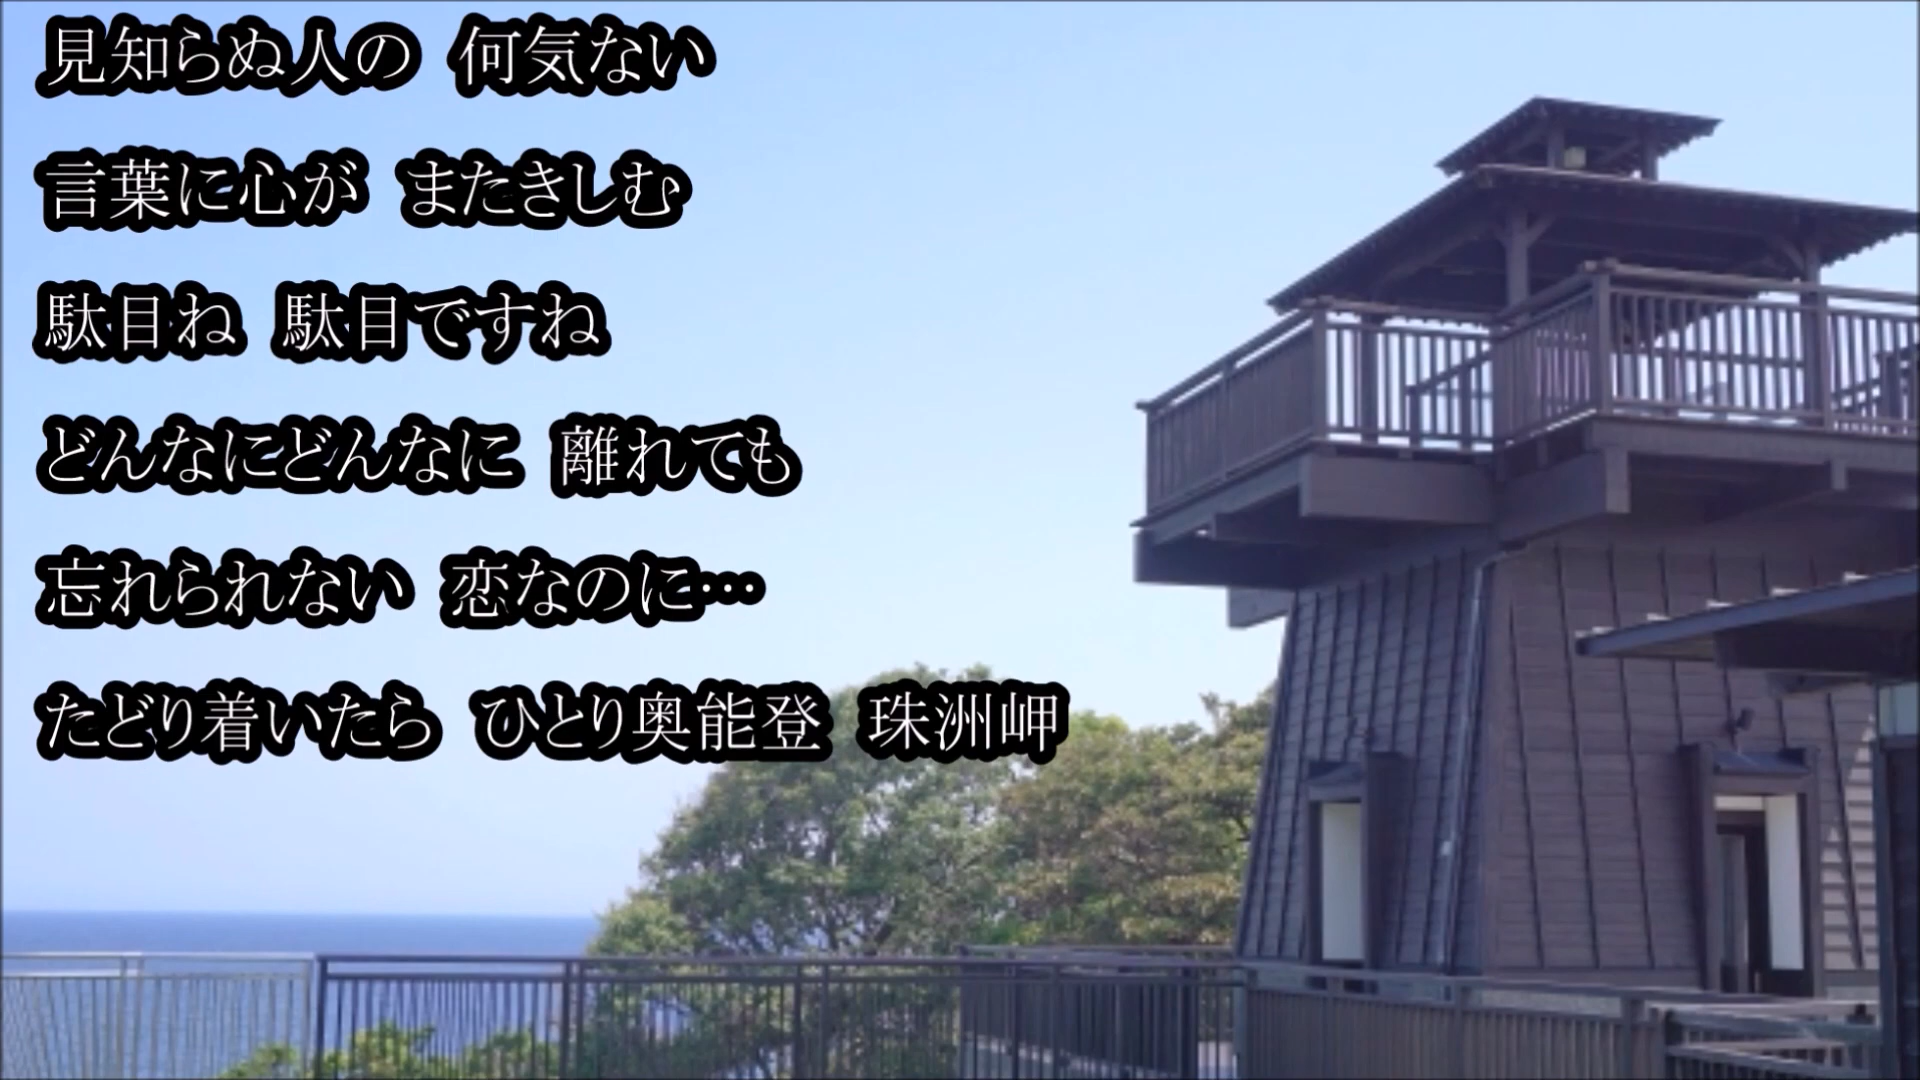 見知らぬ人の　何気ない
言葉に心が　またきしむ
駄目ね　駄目ですね
どんなにどんなに　離れても
忘れられない　恋なのに…
たどり着いたら　ひとり奥能登　珠洲岬